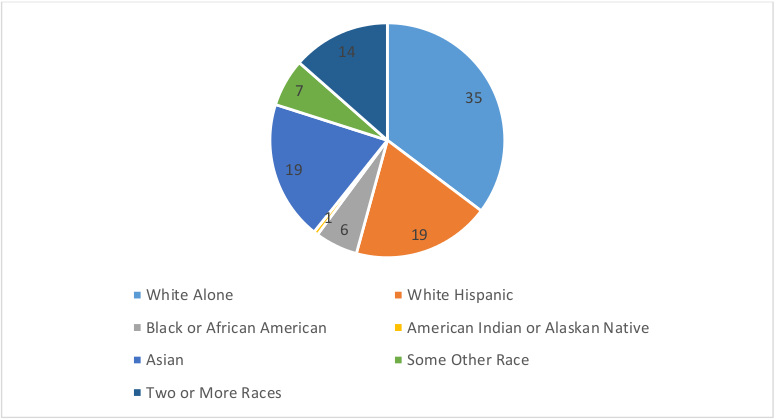 14
35
7
19
1
6
19
White Alone
White Hispanic
Black or African American
American Indian or Alaskan Native
Asian
Some Other Race
Two or More Races